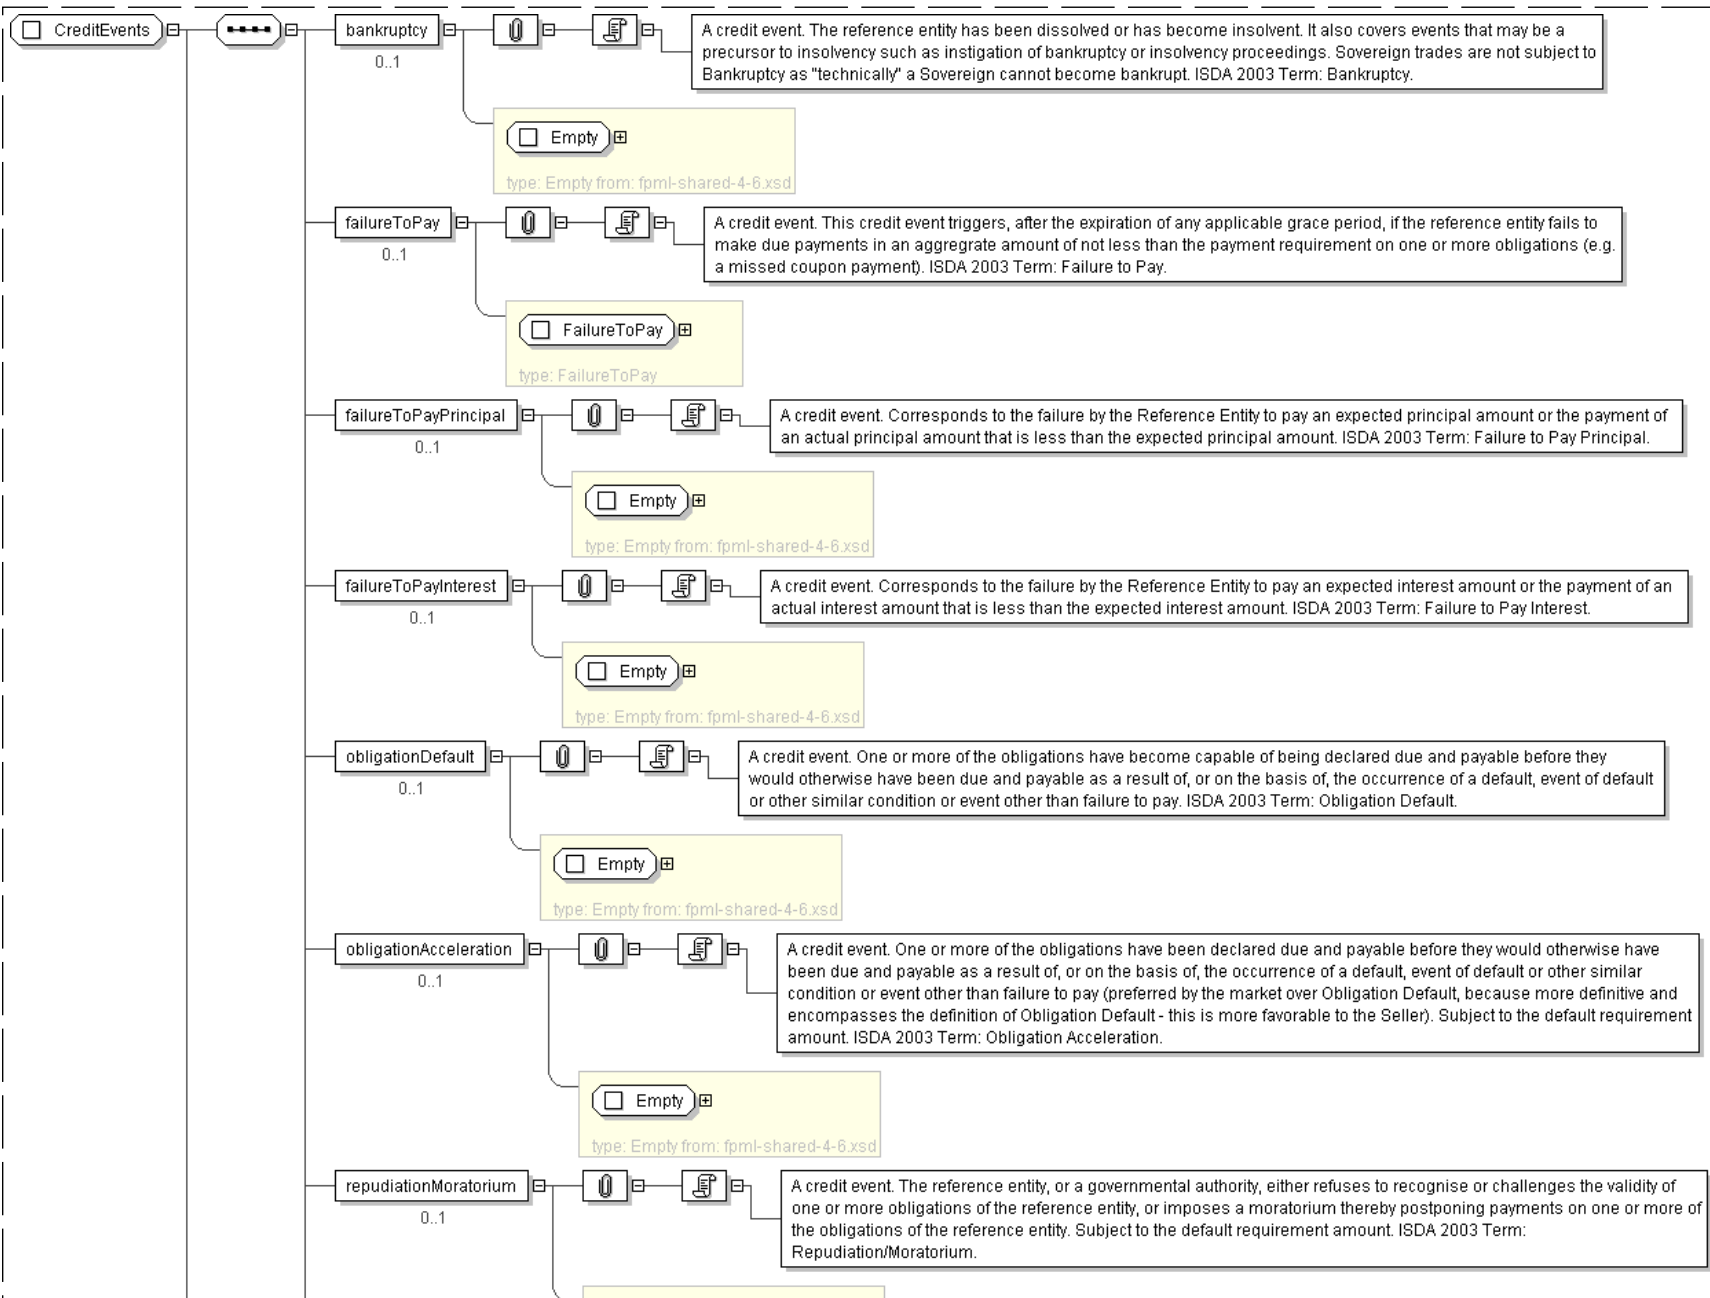 CreditEvents
bankruptcy
0..1
A credit event. The reference entity has been dissolved or has become insolvent. It also covers events that may be a
precursor to insolvency such as instigation of bankruptcy or insolvency proceedings. Sovereign trades are not subject to
Bankruptcy as "technically" a Sovereign cannot become bankrupt. ISDA 2003 Term: Bankruptcy.
Empty
type: Empty from: fpml-shared-4-6.xsd
failureToPay
0..1
A credit event. This credit event triggers, after the expiration of any applicable grace period, if the reference entity fails to
make due payments in an aggregrate amount of not less than the payment requirement on one or more obligations (e.g.
a missed coupon payment). ISDA 2003 Term: Failure to Pay.
FailureToPay
type: FailureToPay
failureToPayPrincipal
0..1
A credit event. Corresponds to the failure by the Reference Entity to pay an expected principal amount or the payment of
an actual principal amount that is less than the expected principal amount. ISDA 2003 Term: Failure to Pay Principal.
Empty
type: Empty from: fpml-shared-4-6.xsd
failureToPayInterest
0..1
A credit event. Corresponds to the failure by the Reference Entity to pay an expected interest amount or the payment of an
actual interest amount that is less than the expected interest amount. ISDA 2003 Term: Failure to Pay Interest.
Empty
type: Empty from: fpml-shared-4-6.xsd
obligationDefault
0..1
A credit event. One or more of the obligations have become capable of being declared due and payable before they
would otherwise have been due and payable as a result of, or on the basis of, the occurrence of a default, event of default
or other similar condition or event other than failure to pay. ISDA 2003 Term: Obligation Default.
Empty
type: Empty from: fpml-shared-4-6.xsd
obligationAcceleration
0..1
A credit event. One or more of the obligations have been declared due and payable before they would otherwise have
been due and payable as a result of, or on the basis of, the occurrence of a default, event of default or other similar
condition or event other than failure to pay (preferred by the market over Obligation Default, because more definitive and
encompasses the definition of Obligation Default - this is more favorable to the Seller). Subject to the default requirement
amount. ISDA 2003 Term: Obligation Acceleration.
Empty
type: Empty from: fpml-shared-4-6.xsd
repudiationMoratorium
0..1
A credit event. The reference entity, or a governmental authority, either refuses to recognise or challenges the validity of
one or more obligations of the reference entity, or imposes a moratorium thereby postponing payments on one or more of
the obligations of the reference entity. Subject to the default requirement amount. ISDA 2003 Term:
Repudiation/Moratorium.